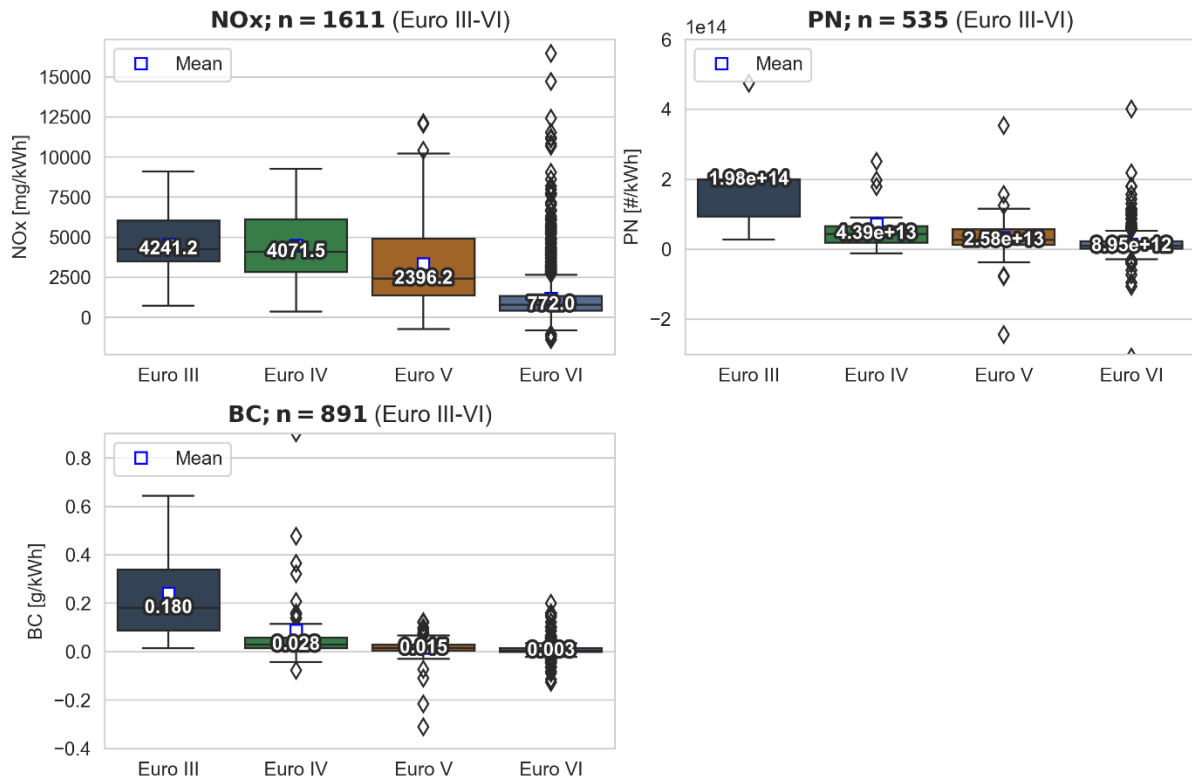 NOx; n = 1611 (Euro III-VI)
Mean
NOx [mg/kWh]
15000
12500
10000
7500
5000
2500
0
4241.2
4071.5
2396.2
772.0
Euro III
Euro IV
Euro V
Euro VI
PN; n = 535 (Euro III-VI)
1e14
Mean
PN [#/kWh]
6
4
2
0
−2
1.98e+14
4.39e+13
2.58e+13
8.95e+12
Euro III
Euro IV
Euro V
Euro VI
BC; n = 891 (Euro III-VI)
Mean
BC [g/kWh]
0.8
0.6
0.4
0.2
0.0
−0.2
−0.4
0.180
0.028
0.015
0.003
Euro III
Euro IV
Euro V
Euro VI